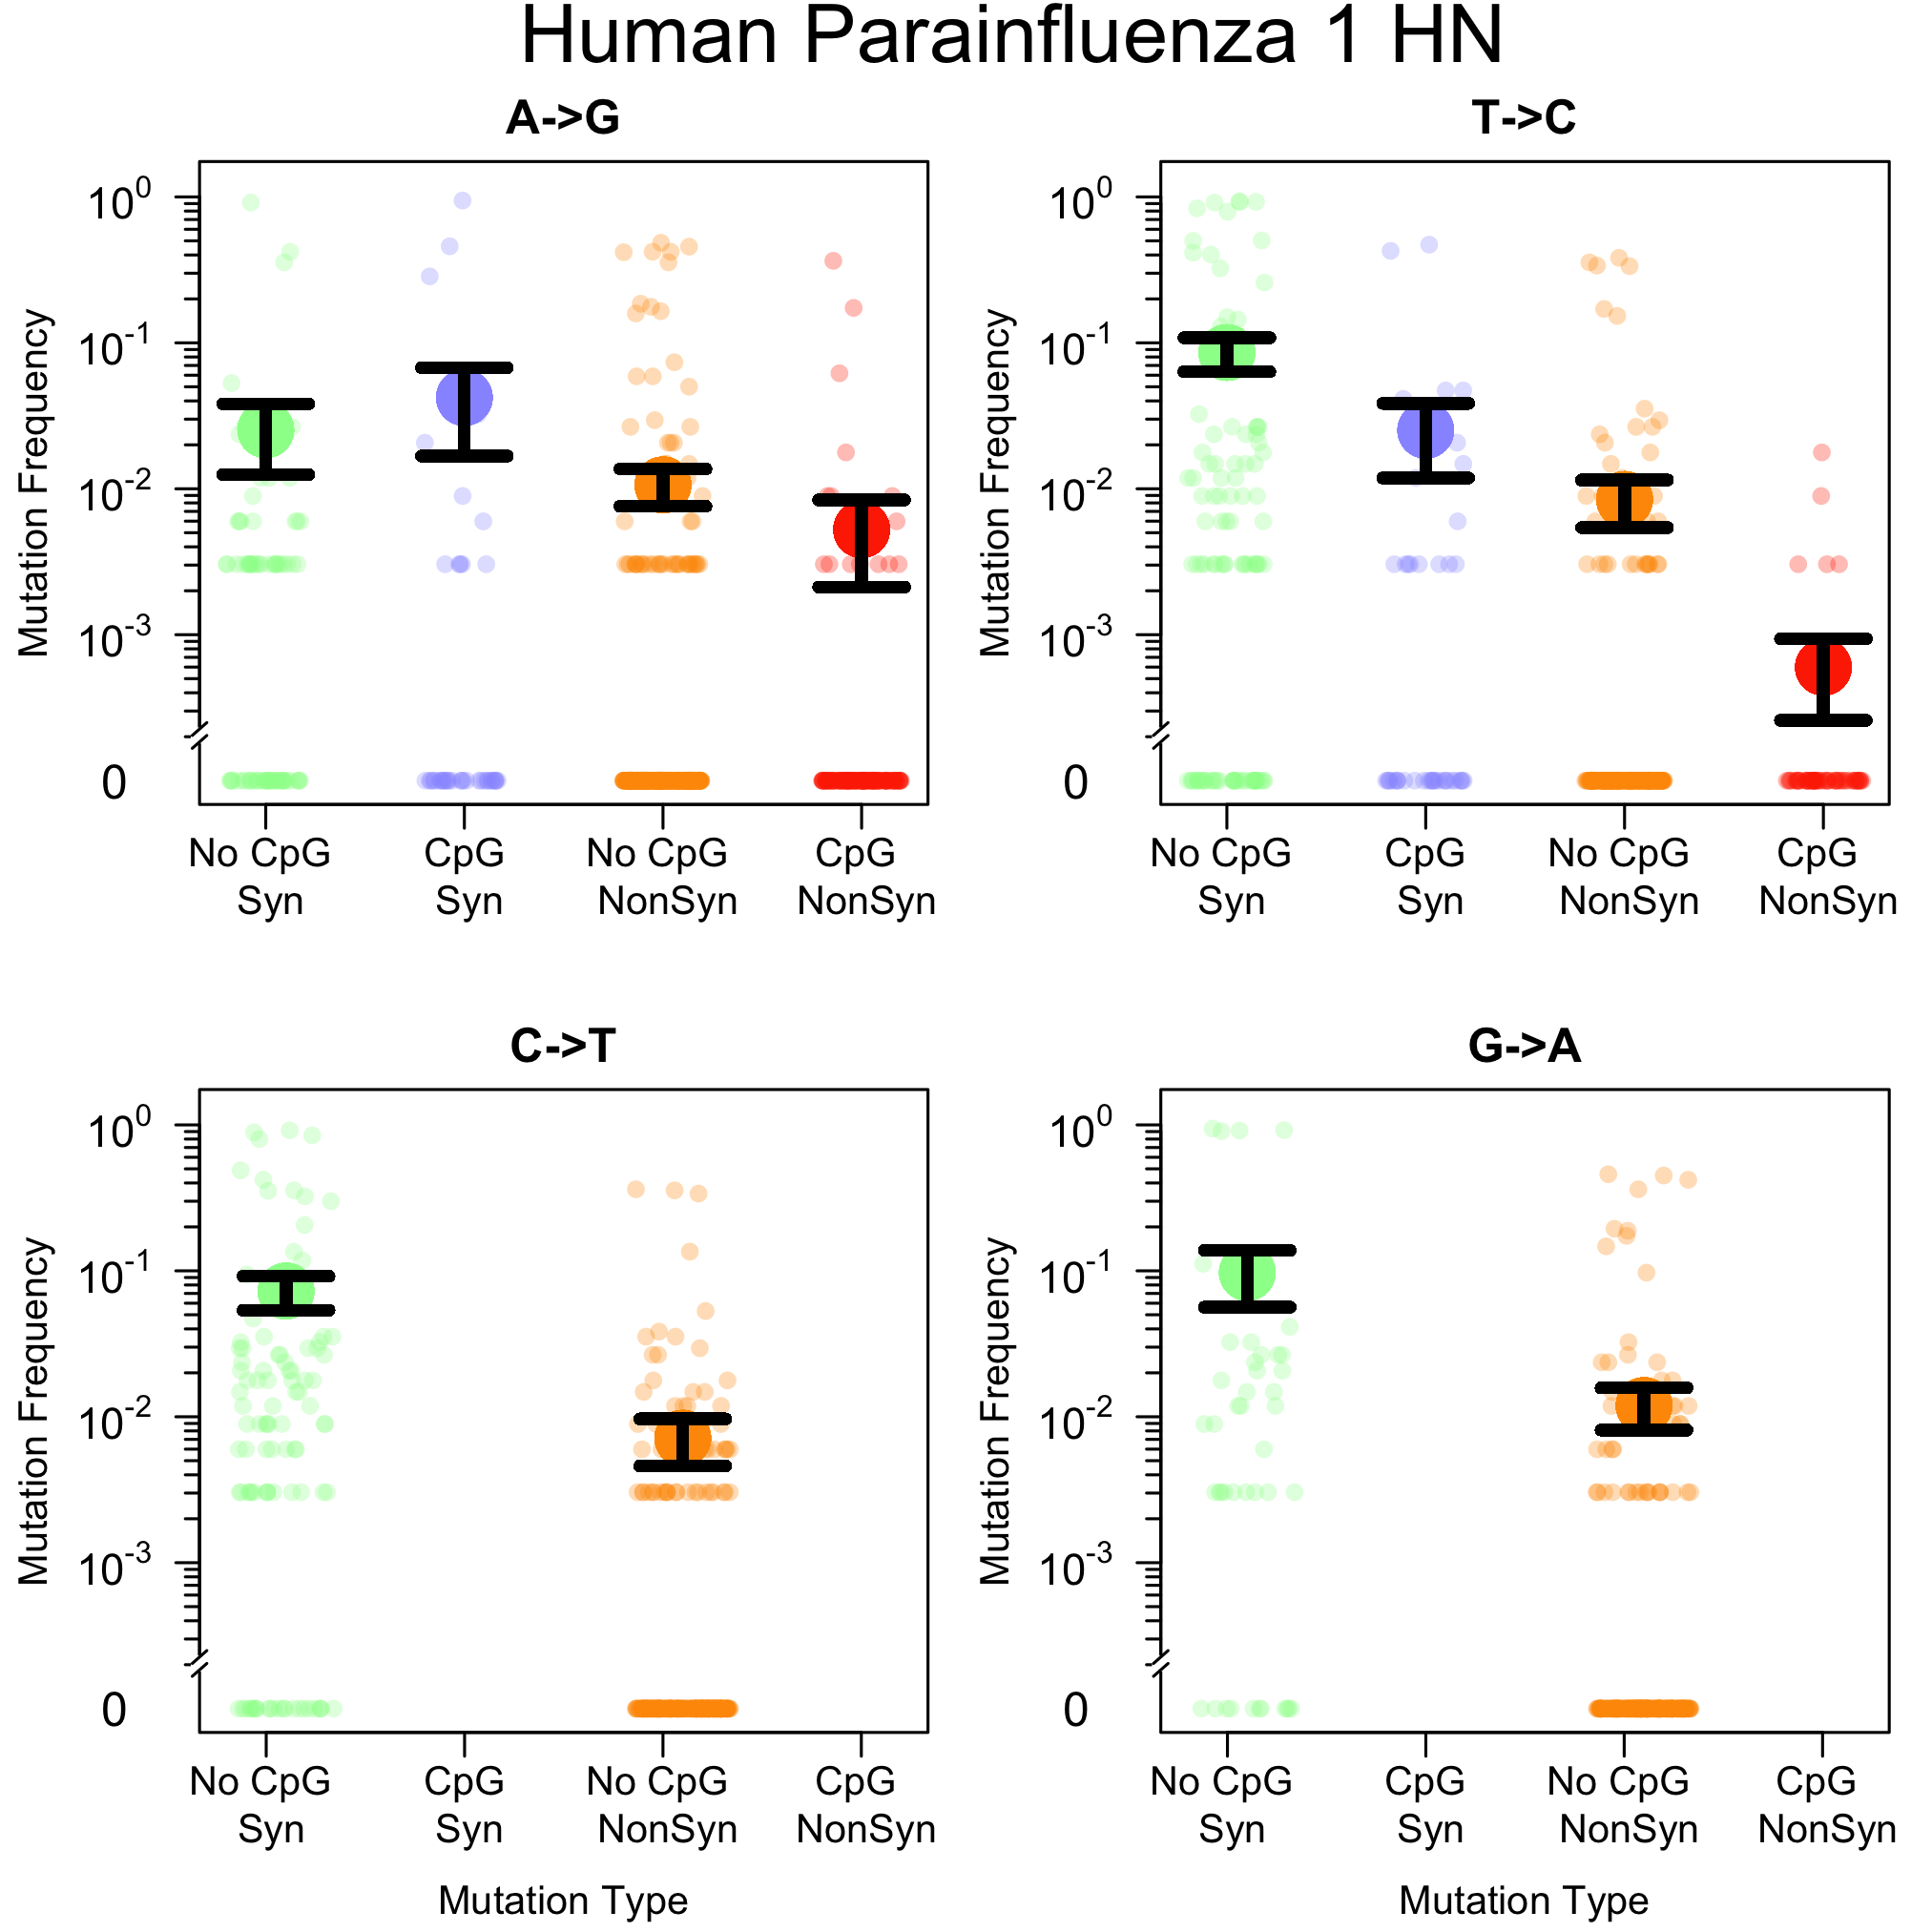 Human Parainfluenza 1 HN
A->G
T->C
Mutation Frequency
10^0
10^-1
10^-2
10^-3
0
Mutation Frequency
10^0
10^-1
10^-2
10^-3
0
No CpG CpG No CpG CpG
Syn Syn NonSyn NonSyn
No CpG CpG No CpG CpG
Syn Syn NonSyn NonSyn
C->T
G->A
Mutation Frequency
10^0
10^-1
10^-2
10^-3
0
Mutation Frequency
10^0
10^-1
10^-2
10^-3
0
No CpG CpG No CpG CpG
Syn Syn NonSyn NonSyn
No CpG CpG No CpG CpG
Syn Syn NonSyn NonSyn
Mutation Type
Mutation Type